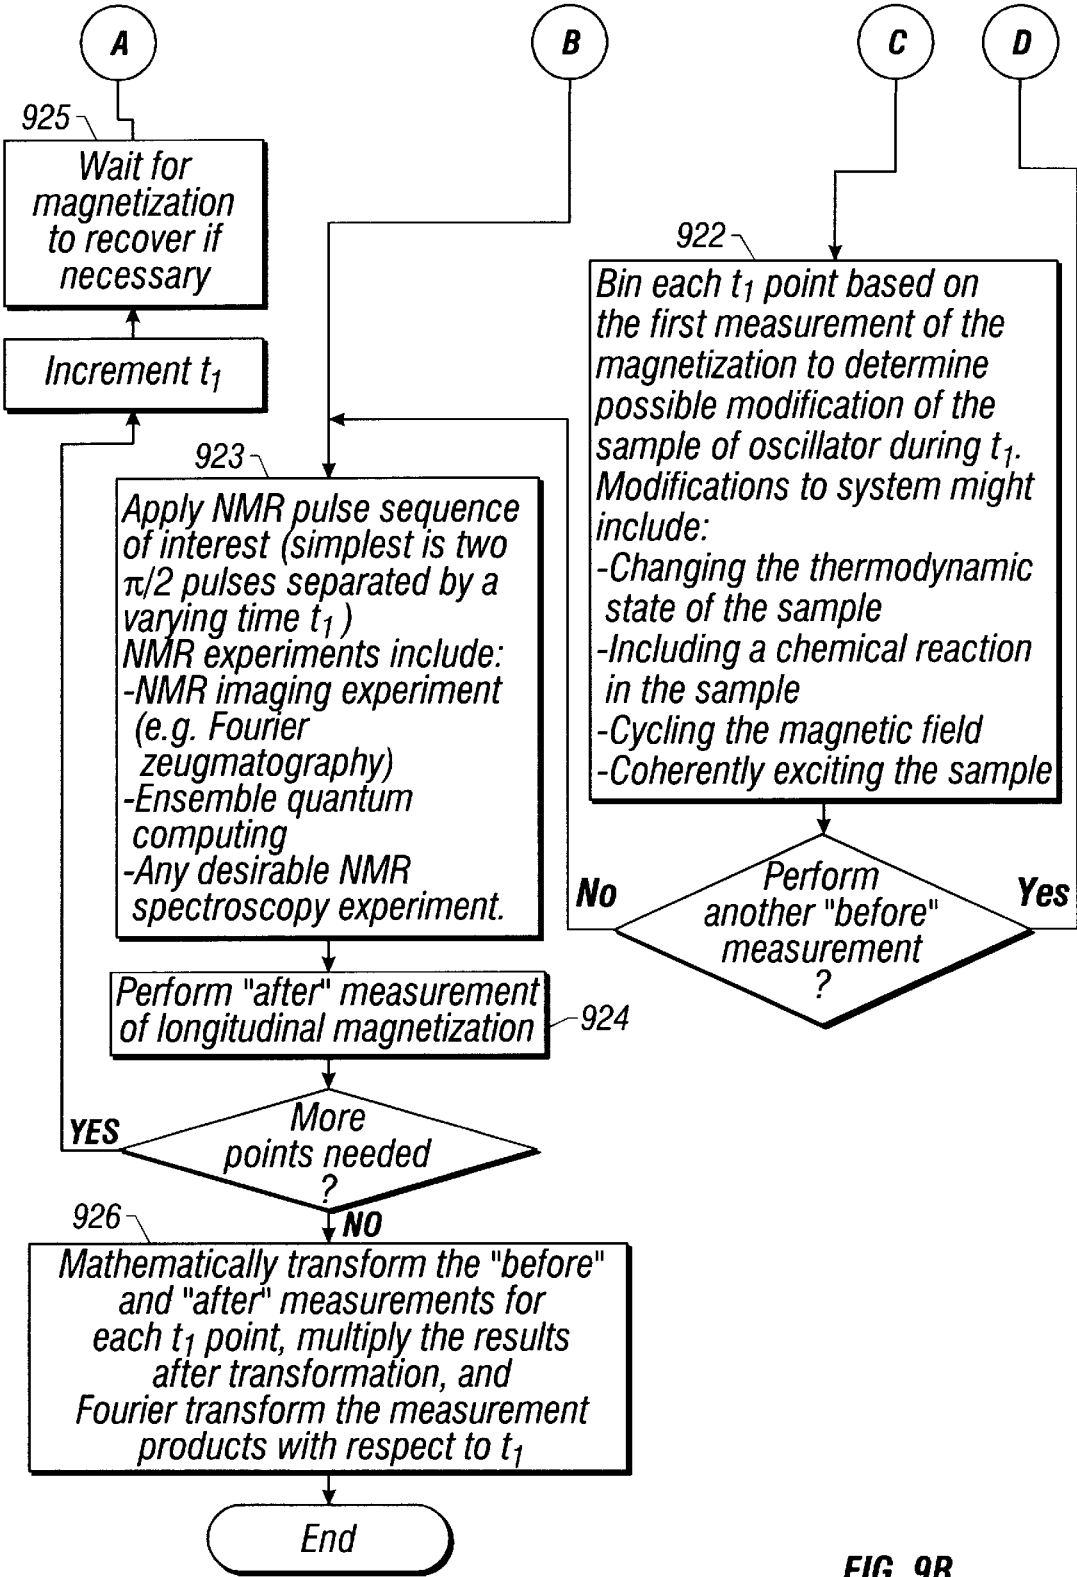 A
B
C
D
925
Wait for
magnetization
to recover if
necessary
Increment t1
922
Bin each t1 point based on
the first measurement of the
magnetization to determine
possible modification of the
sample of oscillator during t1.
Modifications to system might
include:
-Changing the thermodynamic
state of the sample
-Including a chemical reaction
in the sample
-Cycling the magnetic field
-Coherently exciting the sample
923
Apply NMR pulse sequence
of interest (simplest is two
π/2 pulses separated by a
varying time t1)
NMR experiments include:
-NMR imaging experiment
(e.g. Fourier
zeugmatography)
-Ensemble quantum
computing
-Any desirable NMR
spectroscopy experiment.
No
Perform
another "before"
measurement
?
Yes
Perform "after" measurement
of longitudinal magnetization
924
YES
More
points needed
?
NO
926
Mathematically transform the "before"
and "after" measurements for
each t1 point, multiply the results
after transformation, and
Fourier transform the measurement
products with respect to t1
End
FIG. 9B